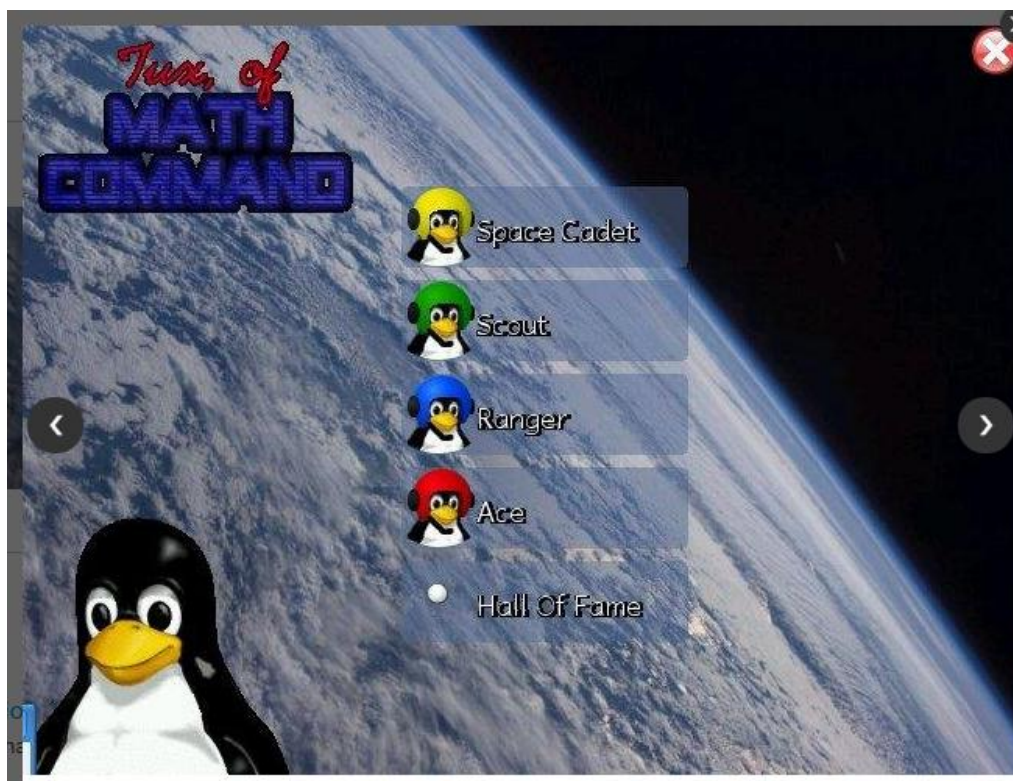 Tux, of
MATH
COMMAND
Space Cadet
Scout
Ranger
Ace
Hall Of Fame